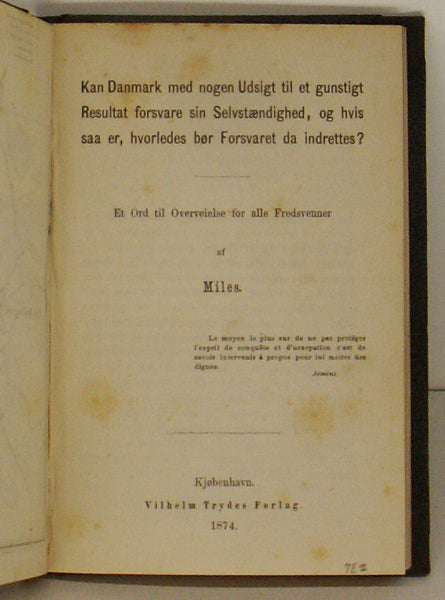 Kan Danmark med nogen Udsigt til et gunstigt
Resultat forsvare sin Selvstændighed, og hvis
saa er, hvorledes bør Forsvaret da indrettes?
Et Ord til Overveielse for alle Fredsvenner
af
Miles.
Le moyen le plus sur de ne pas protéger
l'esprit de conquête et d'usurpation c'est de
savoir intervenir à propos pour lui mettre des
digues.
Jomini.
Kjøbenhavn.
Vilhelm Trydes Forlag
1874.